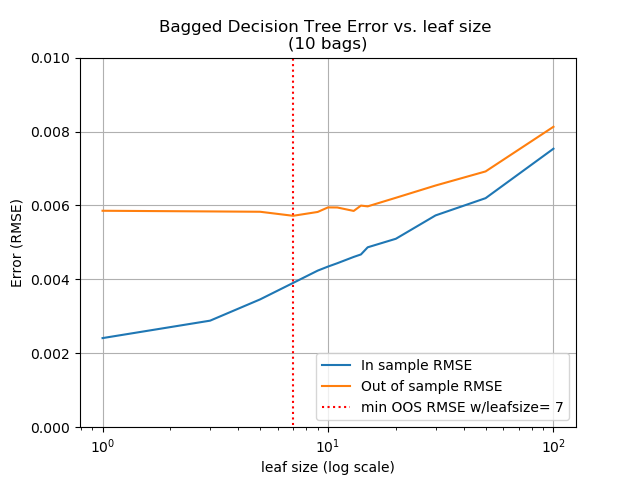 Bagged Decision Tree Error vs. leaf size
(10 bags)
0.010
0.008
0.006
0.004
0.002
0.000
Error (RMSE)
In sample RMSE
Out of sample RMSE
min OOS RMSE w/leafsize= 7
10⁰
10¹
10²
leaf size (log scale)